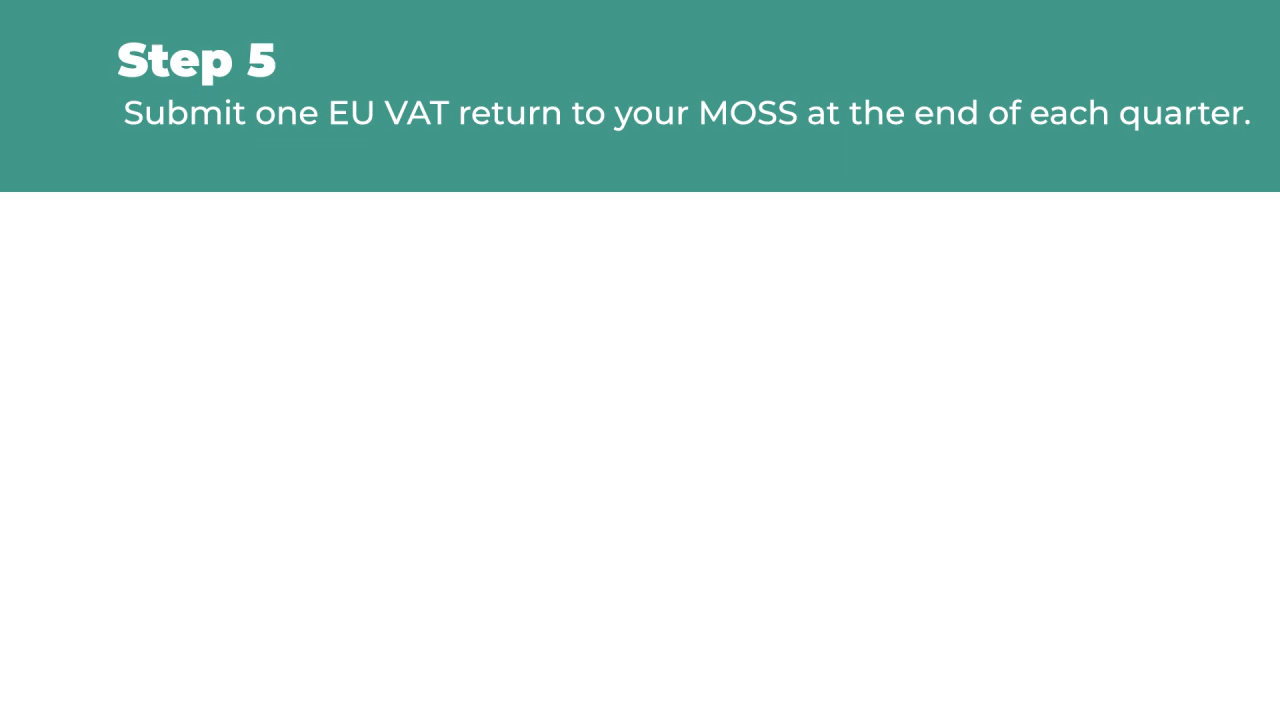 Step 5
Submit one EU VAT return to your MOSS at the end of each quarter.